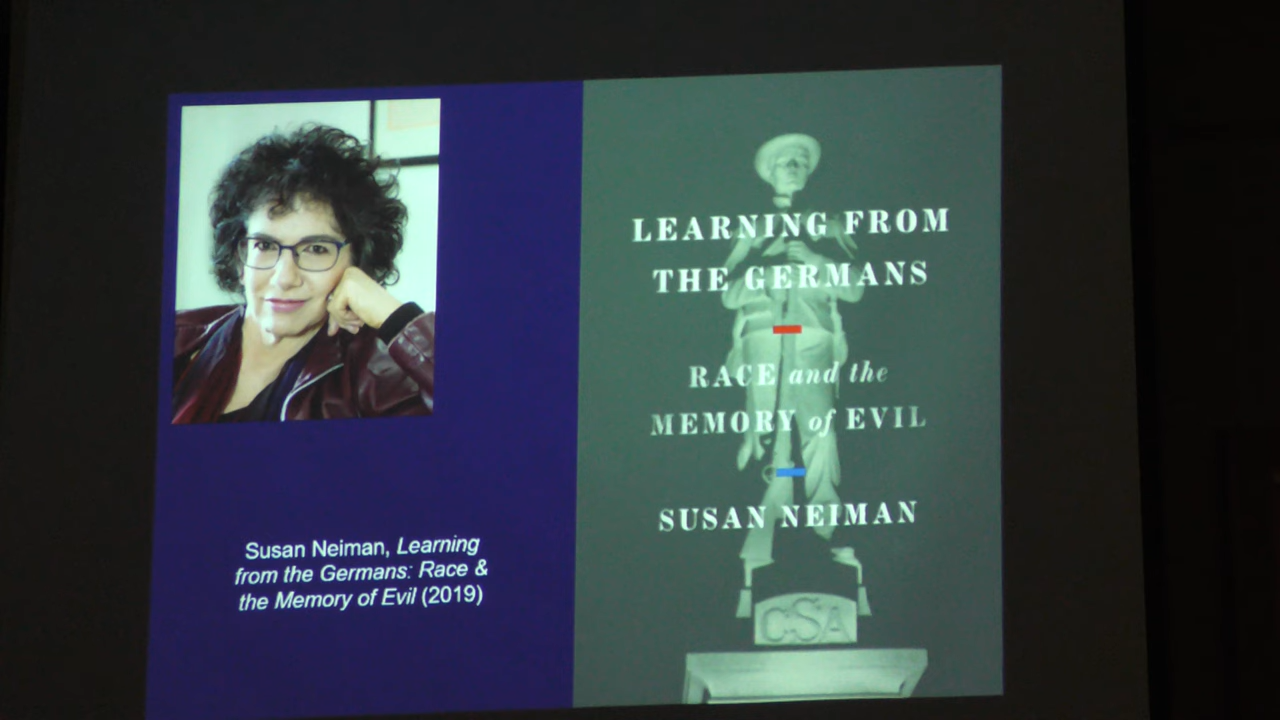 Susan Neiman, Learning
from the Germans: Race &
the Memory of Evil (2019)
LEARNING FROM
THE GERMANS
RACE and the
MEMORY of EVIL
SUSAN NEIMAN
CSA